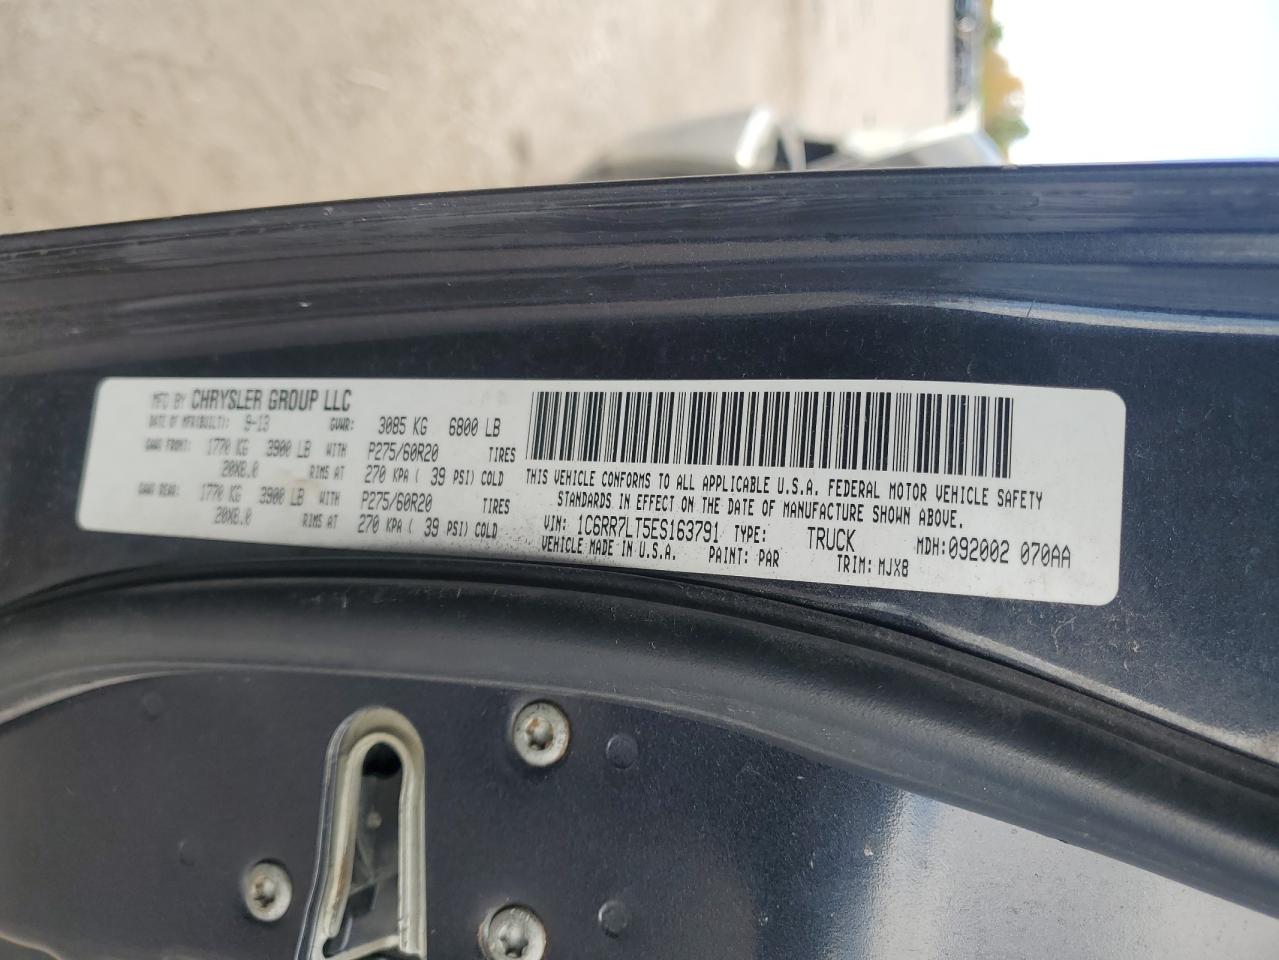 MFD BY CHRYSLER GROUP LLC
DATE OF MFR(BUILT): 9-13 GVWR: 3085 KG 6800 LB
GAWR FRONT: 1770 KG 3900 LB WITH P275/60R20 TIRES
20X8.0 RIMS AT 270 KPA ( 39 PSI) COLD
GAWR REAR: 1770 KG 3900 LB WITH P275/60R20 TIRES
20X8.0 RIMS AT 270 KPA ( 39 PSI) COLD
THIS VEHICLE CONFORMS TO ALL APPLICABLE U.S.A. FEDERAL MOTOR VEHICLE SAFETY
STANDARDS IN EFFECT ON THE DATE OF MANUFACTURE SHOWN ABOVE.
VIN: 1C6RR7LT5ES163791 TYPE: TRUCK MDH:092002 070AA
VEHICLE MADE IN U.S.A. PAINT: PAR TRIM: MJX8